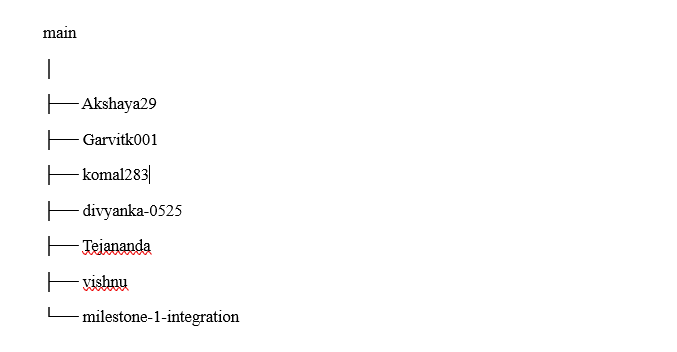 main
│
├── Akshaya29
├── Garvitk001
├── komal283
├── divyanka-0525
├── Tejananda
├── vishnu
└── milestone-1-integration